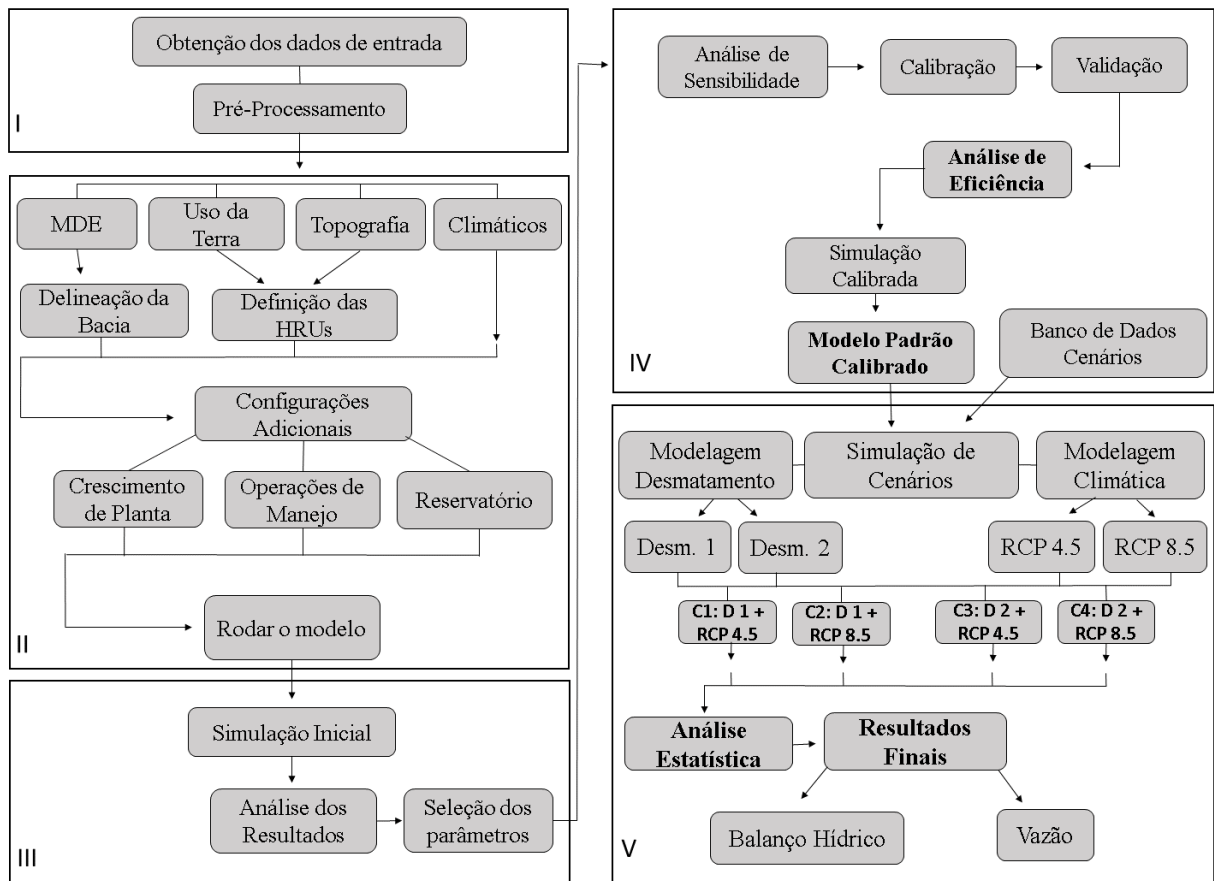 Obtenção dos dados de entrada
Pré-Processamento
I
MDE
Uso da
Terra
Topografia
Climáticos
Delineação da
Bacia
Definição das
HRUs
Configurações
Adicionais
Crescimento
de Planta
Operações de
Manejo
Reservatório
Rodar o modelo
II
Simulação Inicial
Análise dos
Resultados
Seleção dos
parâmetros
III
Análise de
Sensibilidade
Calibração
Validação
Análise de
Eficiência
Simulação
Calibrada
Modelo Padrão
Calibrado
Banco de Dados
Cenários
IV
Modelagem
Desmatamento
Simulação de
Cenários
Modelagem
Climática
Desm. 1
Desm. 2
RCP 4.5
RCP 8.5
C1: D 1 +
RCP 4.5
C2: D 1 +
RCP 8.5
C3: D 2 +
RCP 4.5
C4: D 2 +
RCP 8.5
Análise
Estatística
Resultados
Finais
Balanço Hídrico
Vazão
V